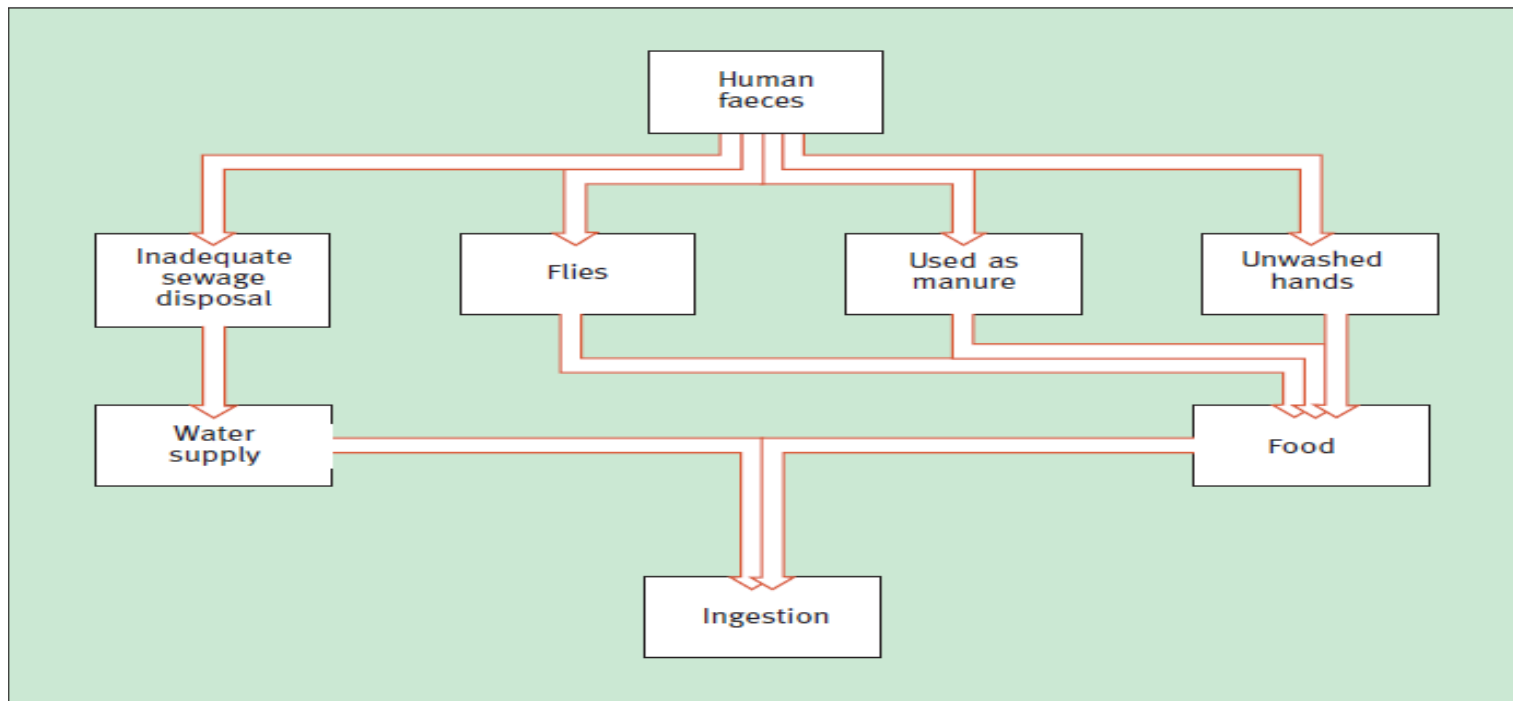 Human
faeces
Inadequate
sewage
disposal
Flies
Used as
manure
Unwashed
hands
Water
supply
Food
Ingestion